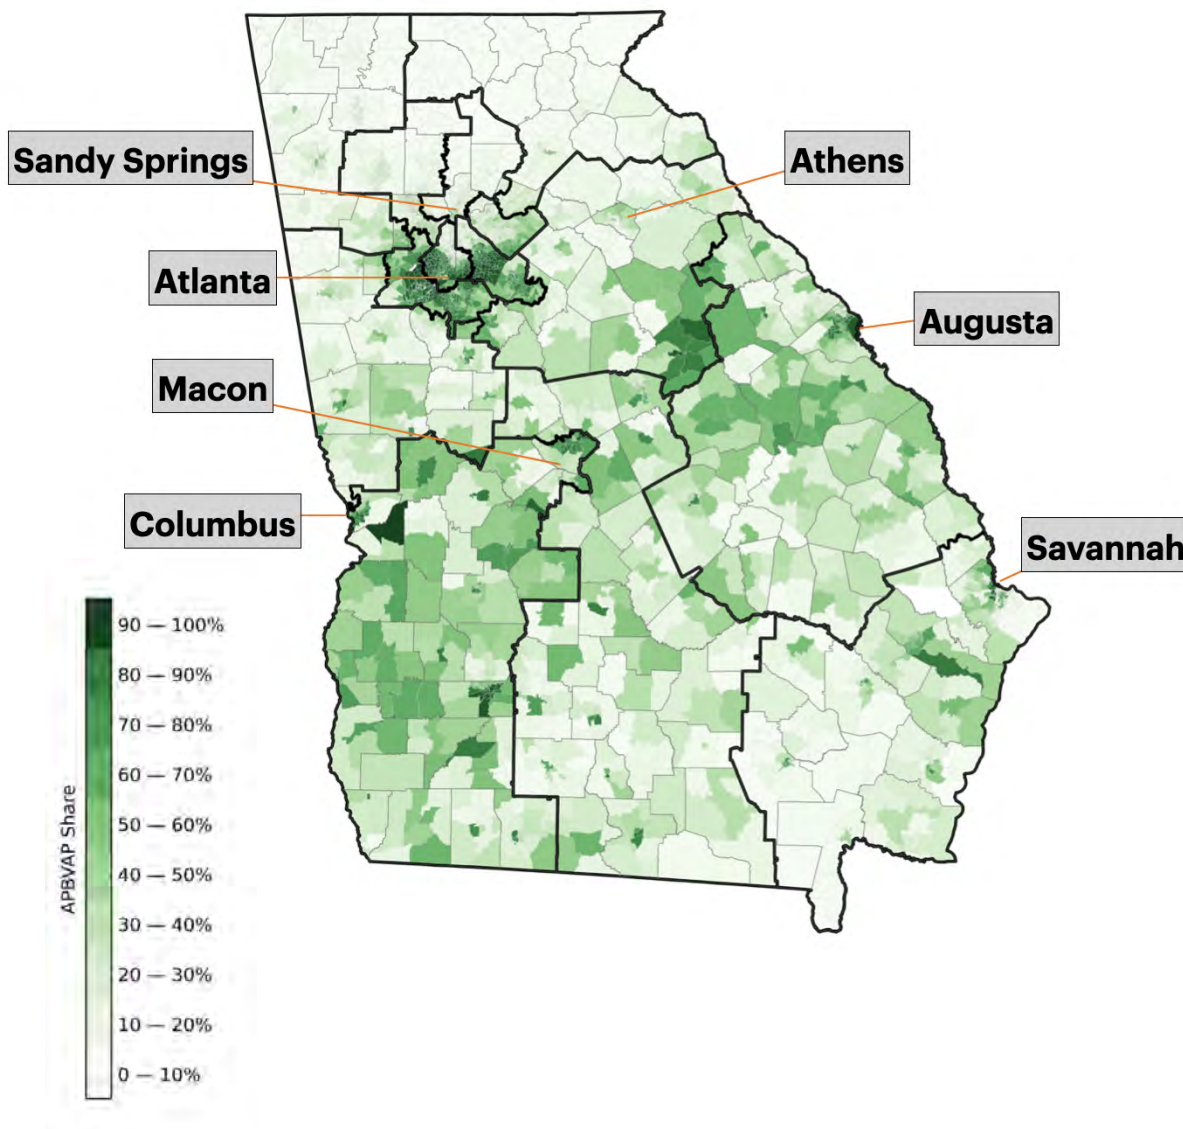 Sandy Springs
Athens
Atlanta
Augusta
Macon
Columbus
Savannah
90 — 100%
80 — 90%
70 — 80%
60 — 70%
50 — 60%
40 — 50%
30 — 40%
20 — 30%
10 — 20%
0 — 10%
APBVAP Share